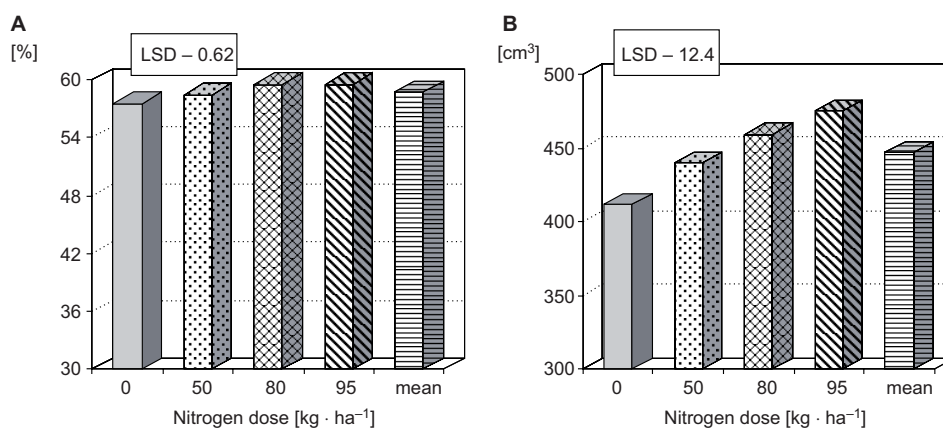 A
[%]
LSD – 0.62
60
54
48
42
36
30
0 50 80 95 mean
Nitrogen dose [kg · ha⁻¹]
B
[cm³]
LSD – 12.4
500
450
400
350
300
0 50 80 95 mean
Nitrogen dose [kg · ha⁻¹]